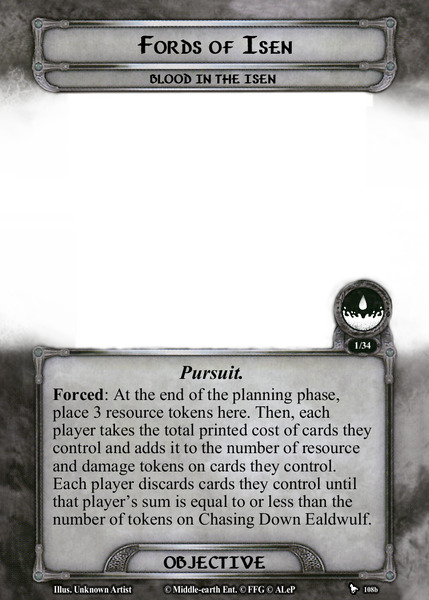 Fords of Isen
Blood in the Isen
1/34
Pursuit.
Forced: At the end of the planning phase,
place 3 resource tokens here. Then, each
player takes the total printed cost of cards they
control and adds it to the number of resource
and damage tokens on cards they control.
Each player discards cards they control until
that player's sum is equal to or less than the
number of tokens on Chasing Down Ealdwulf.
OBJECTIVE
Illus. Unknown Artist © Middle-earth Ent. © FFG © ALeP 108b